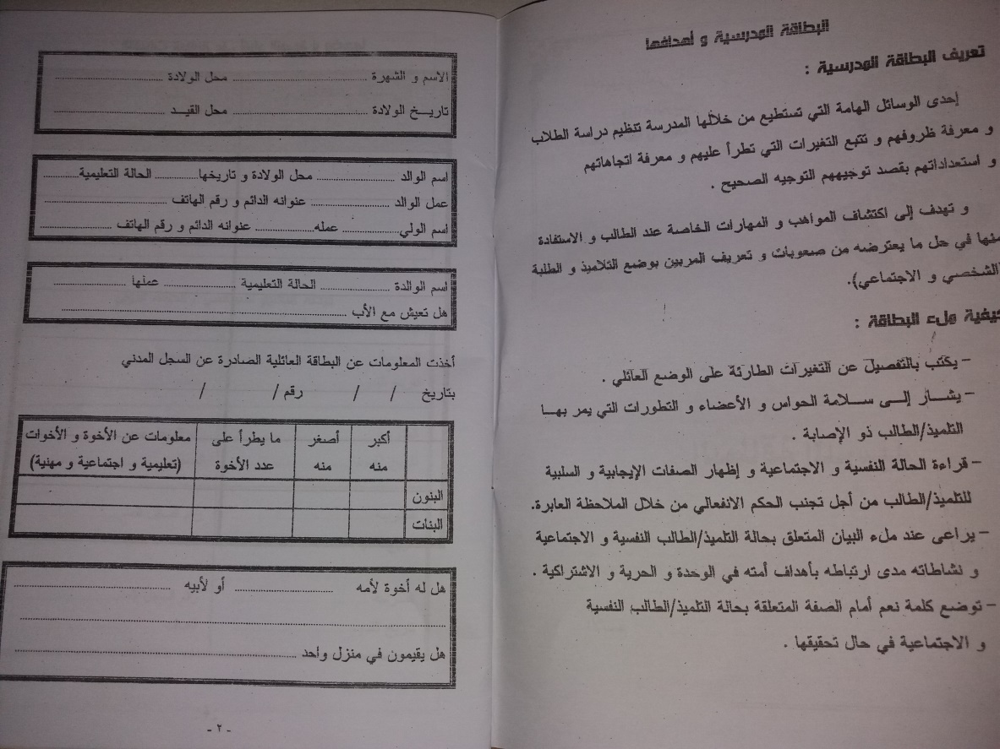 البطاقة المدرسية و أهدافها
تعريف البطاقة المدرسية :
إحدى الوسائل الهامة التي تستطيع من خلالها المدرسة تنظيم دراسة الطلاب
و معرفة ظروفهم و تتبع التغيرات التي تطرأ عليهم و معرفة اتجاهاتهم
و استعداداتهم بقصد توجيههم التوجيه الصحيح .
و تهدف إلى اكتشاف المواهب و المهارات الخاصة عند الطالب و الاستفادة
منها في حل ما يعترضه من صعوبات و تعريف المربين بوضع التلاميذ و الطلبة
(الشخصي و الاجتماعي).
كيفية ملء البطاقة :
- يكتب بالتفصيل عن التغيرات الطارئة على الوضع العائلي .
- يشار إلى سلامة الحواس و الأعضاء و التطورات التي يمر بها
التلميذ/الطالب ذو الإصابة .
- قراءة الحالة النفسية و الاجتماعية و إظهار الصفات الإيجابية و السلبية
للتلميذ/الطالب من أجل تجنب الحكم الانفعالي من خلال الملاحظة العابرة.
- يراعى عند ملء البيان المتعلق بحالة التلميذ/الطالب النفسية و الاجتماعية
و نشاطاته مدى ارتباطه بأهداف أمته في الوحدة و الحرية و الاشتراكية .
- توضع كلمة نعم أمام الصفة المتعلقة بحالة التلميذ/الطالب النفسية
و الاجتماعية في حال تحقيقها .
الاسم و الشهرة .................... محل الولادة ....................
تاريخ الولادة .................... محل القيد ....................
اسم الوالد .................... محل الولادة و تاريخها............ الحالة التعليمية............
عمل الوالد .................... عنوانه الدائم و رقم الهاتف ....................
اسم الولي.................... عمله.................... عنوانه الدائم و رقم الهاتف ....................
اسم الوالدة .................... الحالة التعليمية .................... عملها ....................
هل تعيش مع الأب ....................
أخذت المعلومات عن البطاقة العائلية الصادرة عن السجل المدني
بتاريخ / / رقم / /
أكبر منه أصغر منه ما يطرأ على عدد الأخوة معلومات عن الأخوة و الأخوات (تعليمية و اجتماعية و مهنية)
البنون
البنات
هل له أخوة لأمه .................... أو لأبيه ....................
....................
هل يقيمون في منزل واحد ....................
- ٢ -